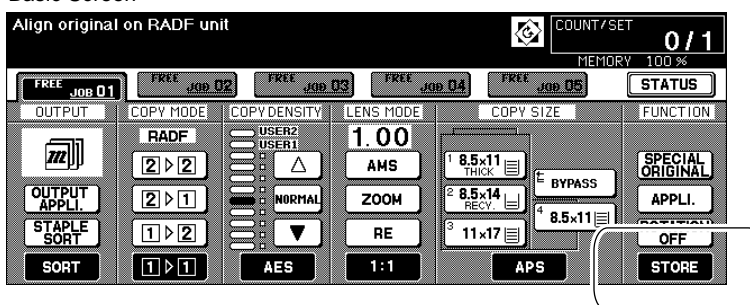 Align original on RADF unit
COUNT/SET
0/1
MEMORY 100 %
FREE JOB 01
FREE JOB 02
FREE JOB 03
FREE JOB 04
FREE JOB 05
STATUS
OUTPUT
COPY MODE
COPY DENSITY
LENS MODE
COPY SIZE
FUNCTION
OUTPUT
APPLI.
STAPLE
SORT
SORT
RADF
2 ▷ 2
2 ▷ 1
1 ▷ 2
1 ▷ 1
USER2
USER1
NORMAL
AES
1.00
AMS
ZOOM
RE
1:1
1 8.5x11
THICK
2 8.5x14
RECY.
3 11x17
BYPASS
4 8.5x11
APS
SPECIAL
ORIGINAL
APPLI.
OFF
STORE